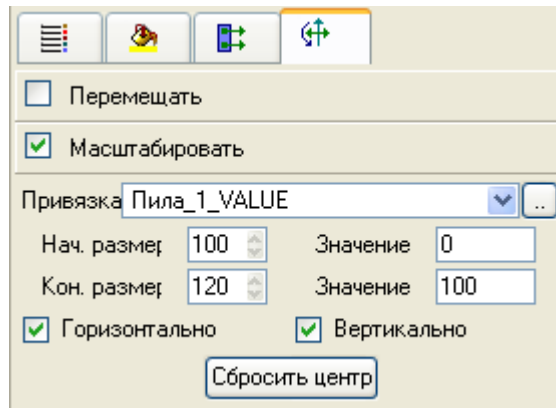 Перемещать
Масштабировать
Привязка Пила_1_VALUE ..
Нач. размер 100 Значение 0
Кон. размер 120 Значение 100
Горизонтально Вертикально
Сбросить центр